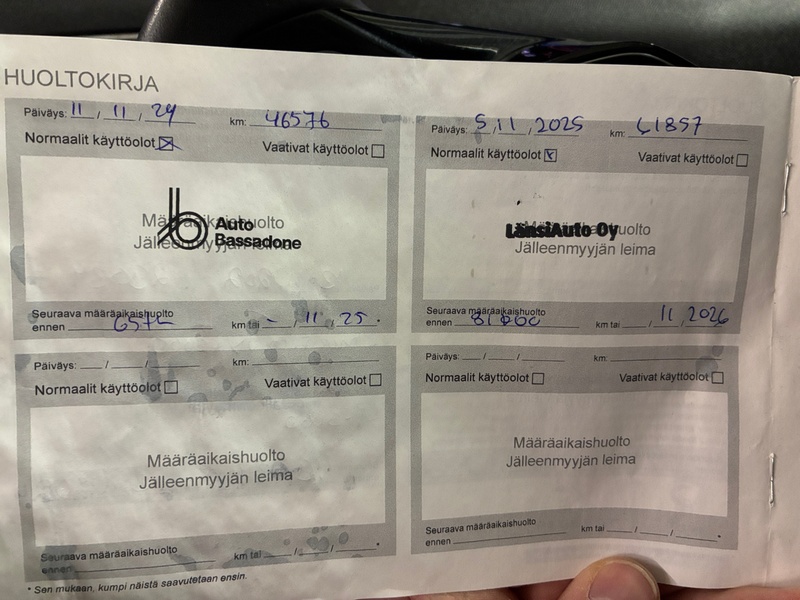 HUOLTOKIRJA
Päiväys: 11 / 11 / 24 km: 46576
Normaalit käyttöolot ☒ Vaativat käyttöolot ☐
Määräaikaishuolto
Jälleenmyyjän leima
Auto
Bassadone
Seuraava määräaikaishuolto
ennen km tai - / 11 / 25 *
Päiväys: 5 / 11 / 2025 km: 61857
Normaalit käyttöolot ☒ Vaativat käyttöolot ☐
Määräaikaishuolto
LänsiAuto Oy
Jälleenmyyjän leima
Seuraava määräaikaishuolto
ennen km tai / 11 / 2026
Päiväys: / / km:
Normaalit käyttöolot ☐ Vaativat käyttöolot ☐
Määräaikaishuolto
Jälleenmyyjän leima
Seuraava määräaikaishuolto
ennen km tai / / *
Päiväys: / / km:
Normaalit käyttöolot ☐ Vaativat käyttöolot ☐
Määräaikaishuolto
Jälleenmyyjän leima
Seuraava määräaikaishuolto
ennen km tai / / *
* Sen mukaan, kumpi näistä saavutetaan ensin.